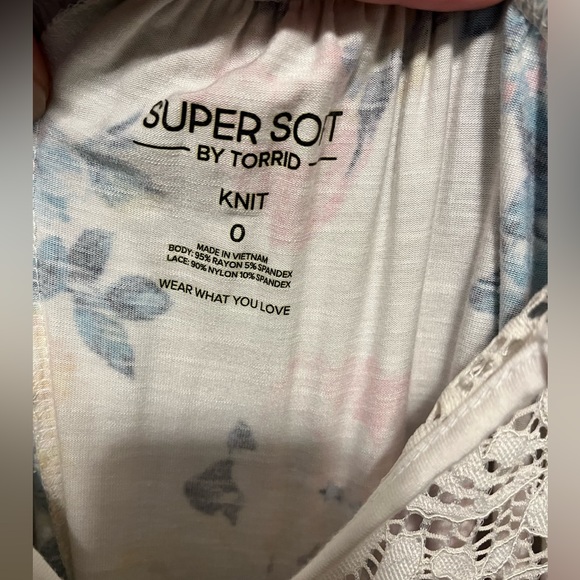 SUPER SOFT
BY TORRID
KNIT
0
MADE IN VIETNAM
BODY: 95% RAYON 5% SPANDEX
LACE: 90% NYLON 10% SPANDEX
WEAR WHAT YOU LOVE